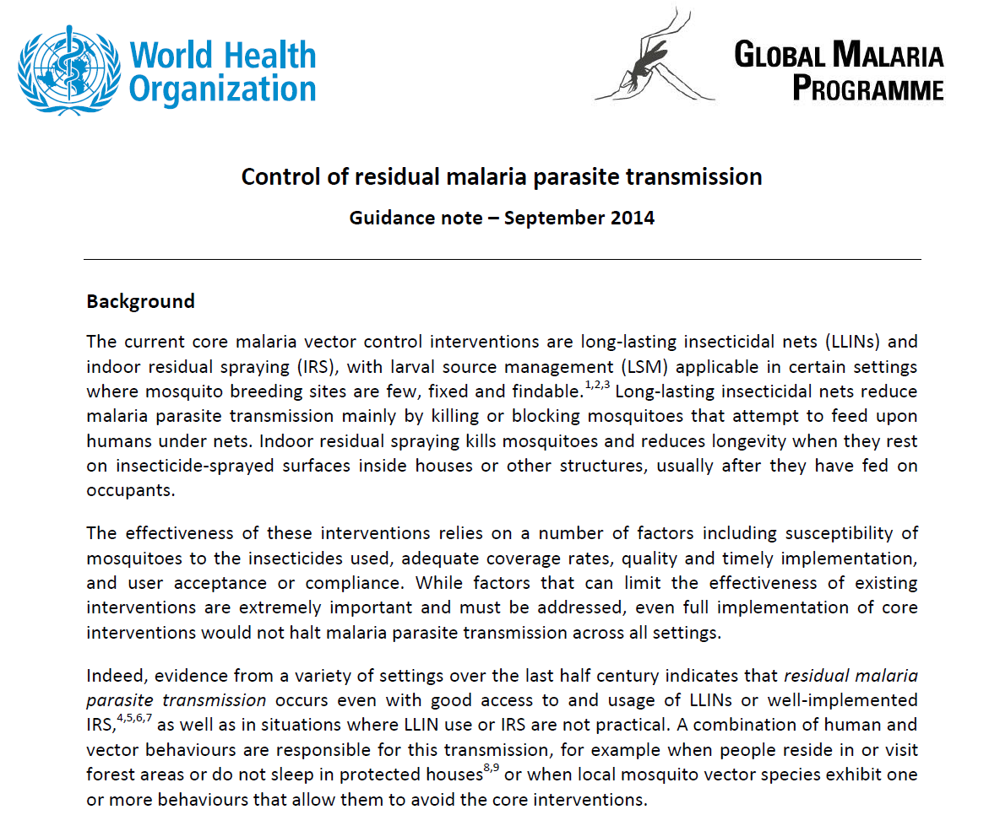 World Health
Organization
GLOBAL MALARIA
PROGRAMME
Control of residual malaria parasite transmission
Guidance note – September 2014
Background
The current core malaria vector control interventions are long-lasting insecticidal nets (LLINs) and
indoor residual spraying (IRS), with larval source management (LSM) applicable in certain settings
where mosquito breeding sites are few, fixed and findable.1,2,3 Long-lasting insecticidal nets reduce
malaria parasite transmission mainly by killing or blocking mosquitoes that attempt to feed upon
humans under nets. Indoor residual spraying kills mosquitoes and reduces longevity when they rest
on insecticide-sprayed surfaces inside houses or other structures, usually after they have fed on
occupants.
The effectiveness of these interventions relies on a number of factors including susceptibility of
mosquitoes to the insecticides used, adequate coverage rates, quality and timely implementation,
and user acceptance or compliance. While factors that can limit the effectiveness of existing
interventions are extremely important and must be addressed, even full implementation of core
interventions would not halt malaria parasite transmission across all settings.
Indeed, evidence from a variety of settings over the last half century indicates that residual malaria
parasite transmission occurs even with good access to and usage of LLINs or well-implemented
IRS,4,5,6,7 as well as in situations where LLIN use or IRS are not practical. A combination of human and
vector behaviours are responsible for this transmission, for example when people reside in or visit
forest areas or do not sleep in protected houses8,9 or when local mosquito vector species exhibit one
or more behaviours that allow them to avoid the core interventions.